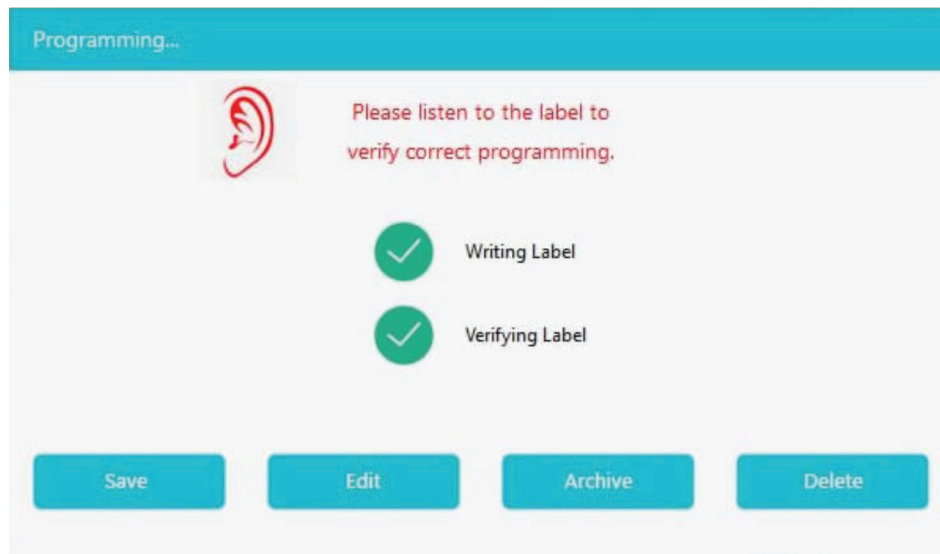 Programming...
Please listen to the label to
verify correct programming.
Writing Label
Verifying Label
Save
Edit
Archive
Delete